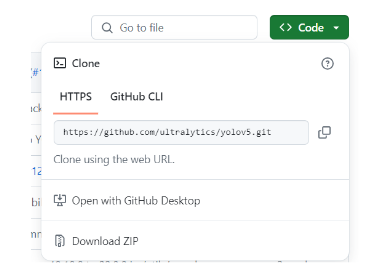 Go to file
Code
Clone
HTTPS GitHub CLI
https://github.com/ultralytics/yolov5.git
Clone using the web URL.
Open with GitHub Desktop
Download ZIP